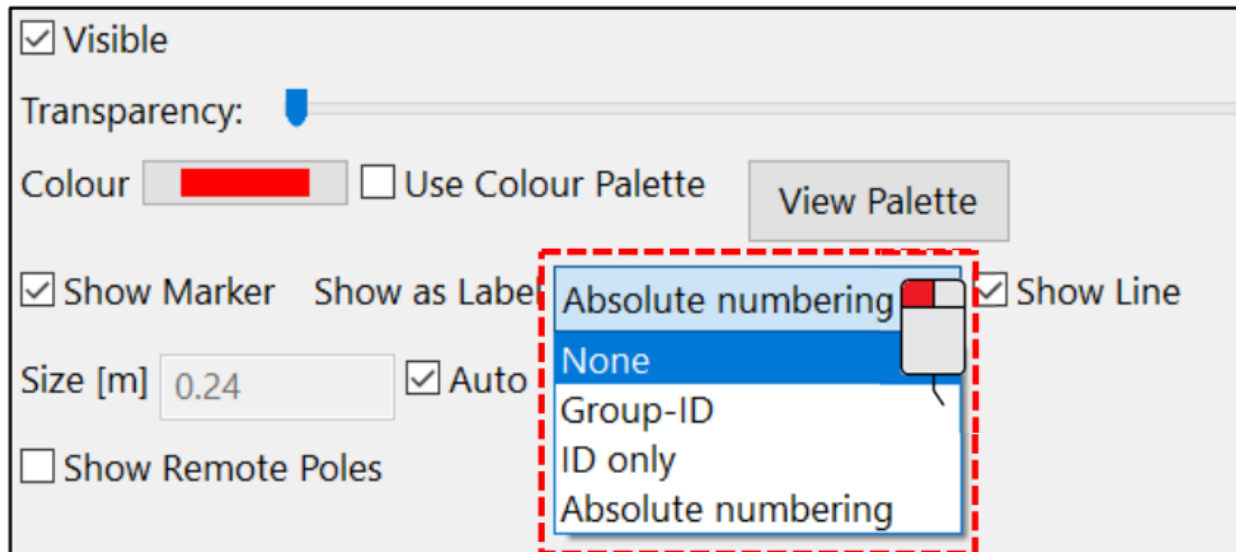 Visible
Transparency:
Colour Use Colour Palette View Palette
Show Marker Show as Label Absolute numbering Show Line
None
Size [m] 0.24 Auto
Group-ID
ID only
Show Remote Poles
Absolute numbering